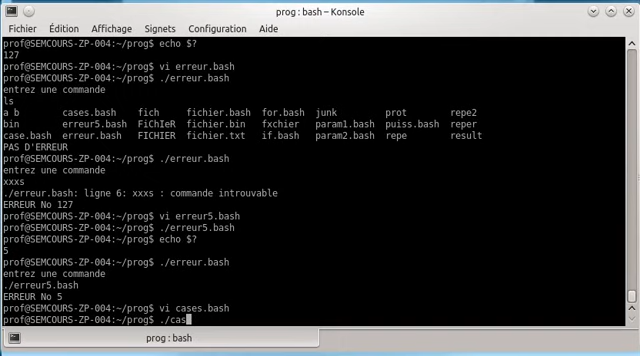 prog : bash – Konsole
Fichier Édition Affichage Signets Configuration Aide
prof@SEMCOURS-ZP-004:~/prog$ echo $?
127
prof@SEMCOURS-ZP-004:~/prog$ vi erreur.bash
prof@SEMCOURS-ZP-004:~/prog$ ./erreur.bash
entrez une commande
ls
a b cases.bash fich fichier.bash for.bash junk prot repe2
bin erreur5.bash FiChIeR fichier.bin fxchier param1.bash puiss.bash reper
case.bash erreur.bash FICHIER fichier.txt if.bash param2.bash repe result
PAS D'ERREUR
prof@SEMCOURS-ZP-004:~/prog$ ./erreur.bash
entrez une commande
xxxs
./erreur.bash: ligne 6: xxxs : commande introuvable
ERREUR No 127
prof@SEMCOURS-ZP-004:~/prog$ vi erreur5.bash
prof@SEMCOURS-ZP-004:~/prog$ ./erreur5.bash
prof@SEMCOURS-ZP-004:~/prog$ echo $?
5
prof@SEMCOURS-ZP-004:~/prog$ ./erreur.bash
entrez une commande
./erreur5.bash
ERREUR No 5
prof@SEMCOURS-ZP-004:~/prog$ vi cases.bash
prof@SEMCOURS-ZP-004:~/prog$ ./cas
prog : bash